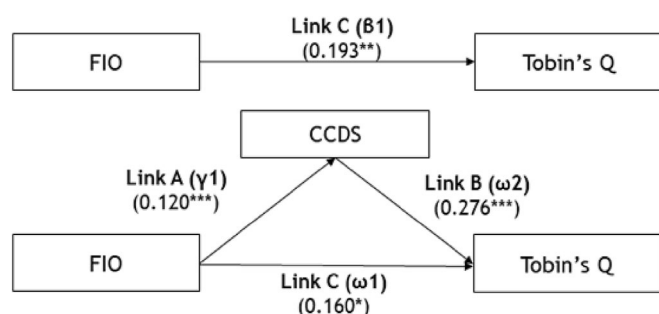 Link C (β1)
(0.193**)
FIO
Tobin's Q
CCDS
Link A (γ1)
(0.120***)
Link B (ω2)
(0.276***)
FIO
Tobin's Q
Link C (ω1)
(0.160*)